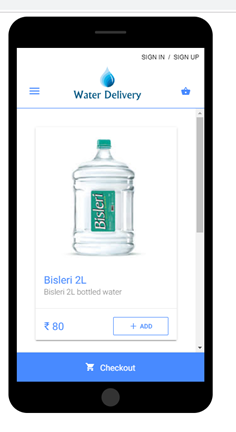 SIGN IN / SIGN UP
Water Delivery
Bisleri
Bisleri 2L
Bisleri 2L bottled water
₹ 80
+ ADD
Checkout